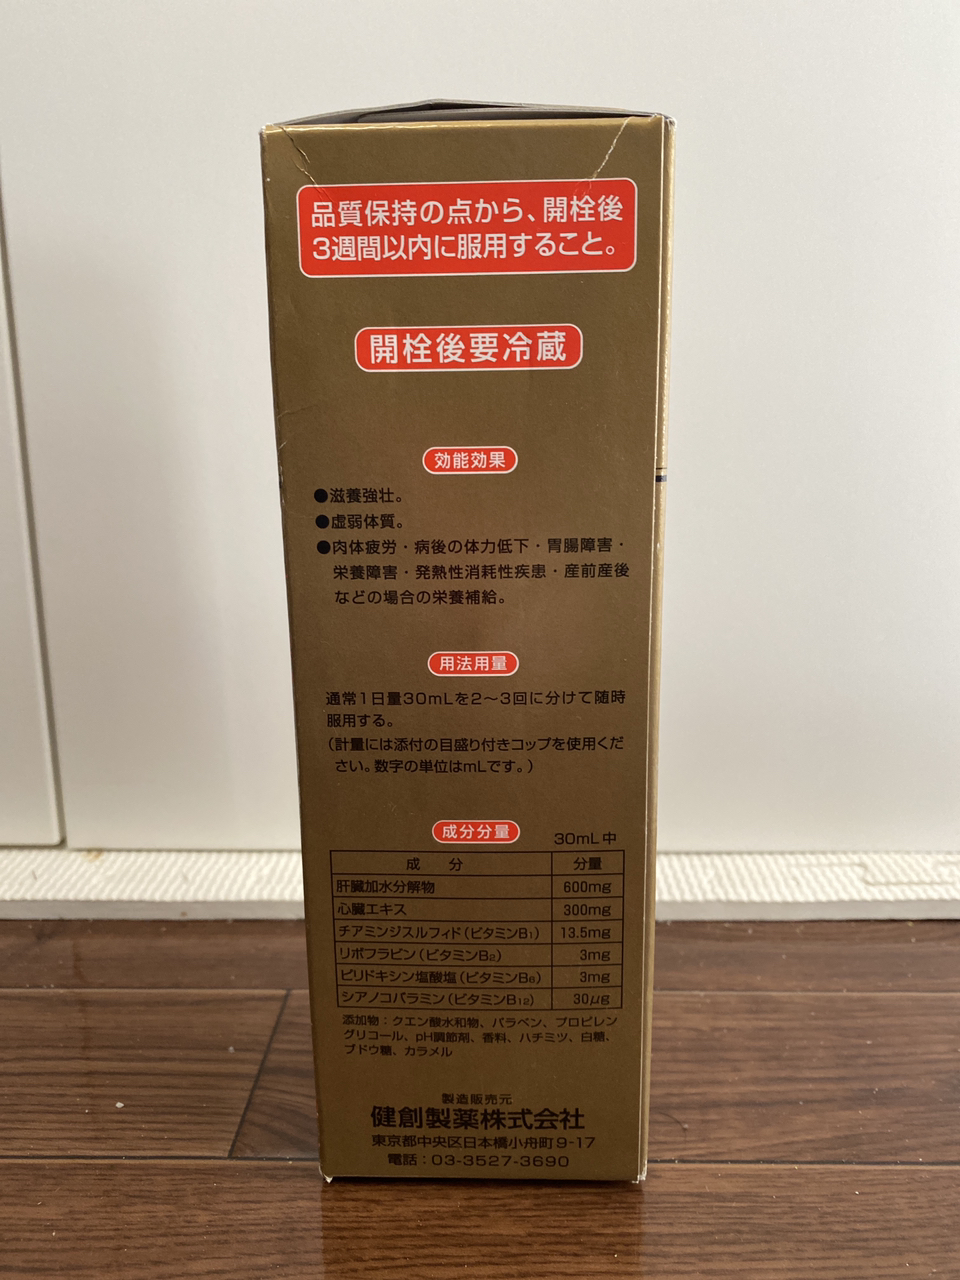 品質保持の点から、開栓後
3週間以内に服用すること。
開栓後要冷蔵
効能効果
●滋養強壮。
●虚弱体質。
●肉体疲労・病後の体力低下・胃腸障害・
栄養障害・発熱性消耗性疾患・産前産後
などの場合の栄養補給。
用法用量
通常1日量30mLを2〜3回に分けて随時
服用する。
(計量には添付の目盛り付きコップを使用くだ
さい。数字の単位はmLです。)
成分分量
30mL中
成 分 分量
肝臓加水分解物 600mg
心臓エキス 300mg
チアミンジスルフィド(ビタミンB₁) 13.5mg
リボフラビン(ビタミンB₂) 3mg
ピリドキシン塩酸塩(ビタミンB₆) 3mg
シアノコバラミン(ビタミンB₁₂) 30μg
添加物:クエン酸水和物、パラベン、プロピレン
グリコール、pH調節剤、香料、ハチミツ、白糖、
ブドウ糖、カラメル
製造販売元
健創製薬株式会社
東京都中央区日本橋小舟町9-17
電話:03-3527-3690